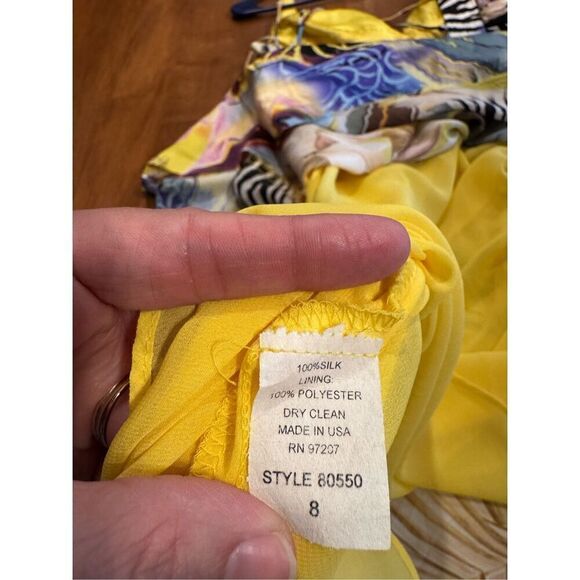 100%SILK
LINING:
100% POLYESTER
DRY CLEAN
MADE IN USA
RN 97207
STYLE 80550
8